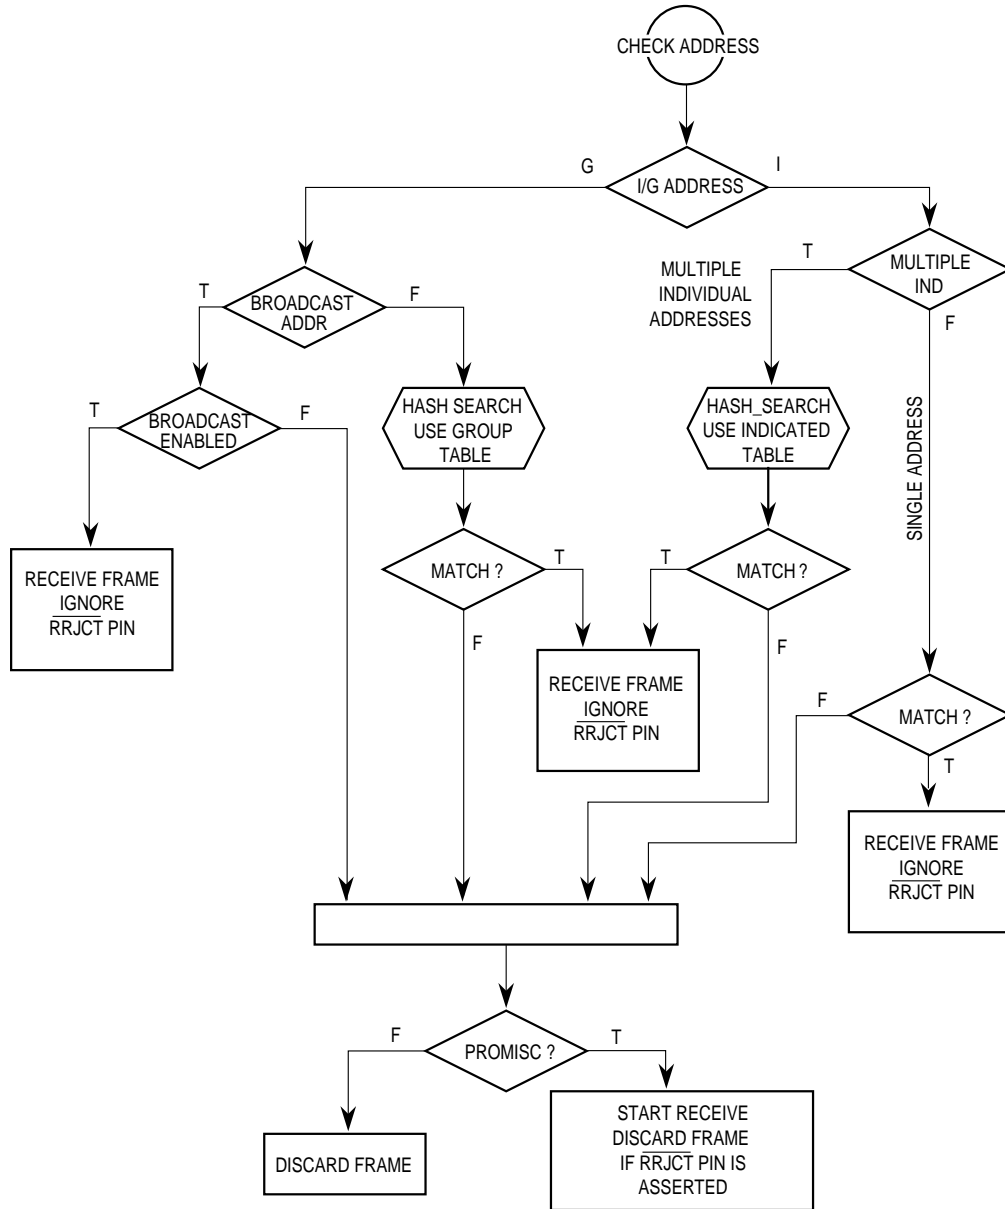 CHECK ADDRESS
G
I
I/G ADDRESS
T
BROADCAST
ADDR
F
MULTIPLE
INDIVIDUAL
ADDRESSES
T
MULTIPLE
IND
F
T
BROADCAST
ENABLED
F
HASH SEARCH
USE GROUP
TABLE
HASH_SEARCH
USE INDICATED
TABLE
SINGLE ADDRESS
RECEIVE FRAME
IGNORE
RRJCT PIN
MATCH ?
T
F
T
MATCH ?
F
RECEIVE FRAME
IGNORE
RRJCT PIN
F
MATCH ?
T
RECEIVE FRAME
IGNORE
RRJCT PIN
F
PROMISC ?
T
DISCARD FRAME
START RECEIVE
DISCARD FRAME
IF RRJCT PIN IS
ASSERTED